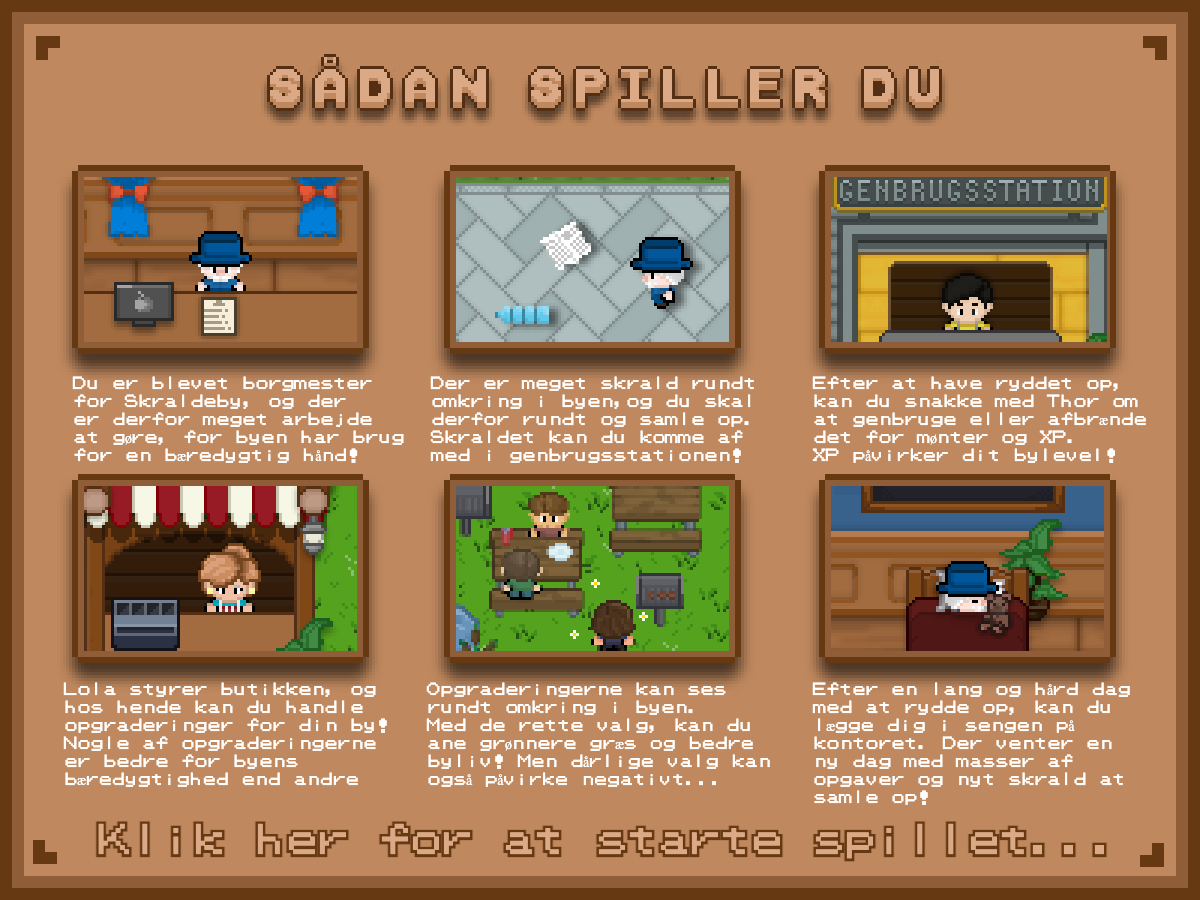 SÅDAN SPILLER DU
Du er blevet borgmester
for Skraldeby, og der
er derfor meget arbejde
at gøre, for byen har brug
for en bæredygtig hånd!
Der er meget skrald rundt
omkring i byen,og du skal
derfor rundt og samle op.
Skraldet kan du komme af
med i genbrugsstationen!
GENBRUGSSTATION
Efter at have ryddet op,
kan du snakke med Thor om
at genbruge eller afbrænde
det for mønter og XP.
XP påvirker dit bylevel!
Lola styrer butikken, og
hos hende kan du handle
opgraderinger for din by!
Nogle af opgraderingerne
er bedre for byens
bæredygtighed end andre
Opgraderingerne kan ses
rundt omkring i byen.
Med de rette valg, kan du
ane grønnere græs og bedre
byliv! Men dårlige valg kan
også påvirke negativt...
Efter en lang og hård dag
med at rydde op, kan du
lægge dig i sengen på
kontoret. Der venter en
ny dag med masser af
opgaver og nyt skrald at
samle op!
Klik her for at starte spillet...